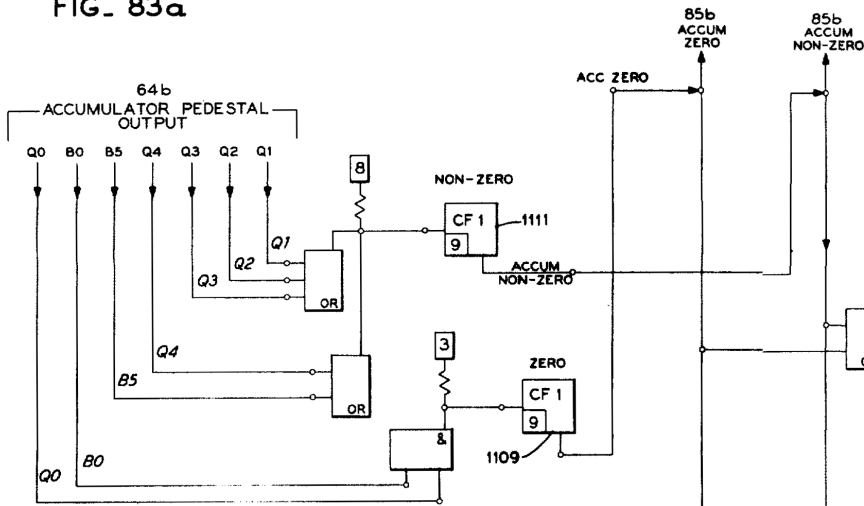 FIG_ 83a
85b
ACCUM
ZERO
85b
ACCUM
NON-ZERO
ACC ZERO
64b
ACCUMULATOR PEDESTAL
OUTPUT
Q0 B0 B5 Q4 Q3 Q2 Q1
8
NON-ZERO
CF 1
1111
9
Q1
Q2
Q3
OR
ACCUM
NON-ZERO
3
ZERO
Q4
B5
OR
CF 1
9
&
1109
Q0
B0